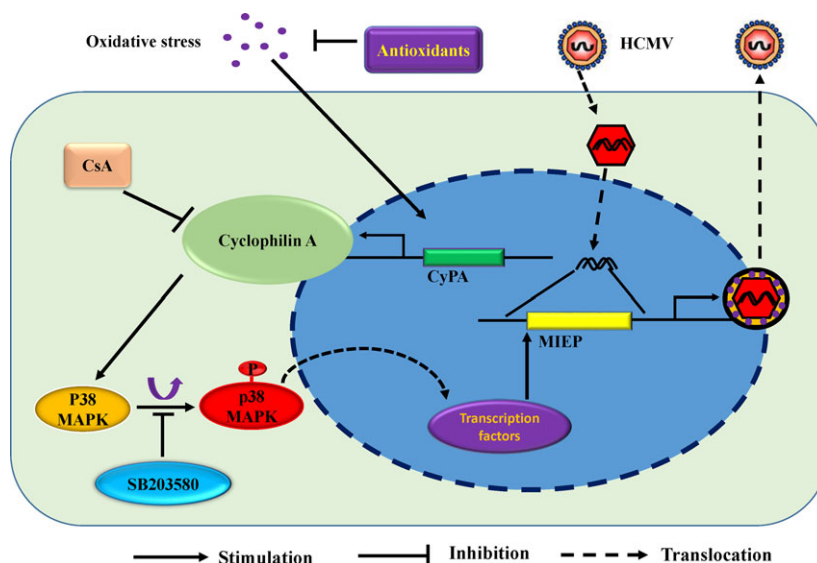 Oxidative stress
Antioxidants
HCMV
CsA
Cyclophilin A
CyPA
MIEP
P38
MAPK
P
p38
MAPK
Transcription
factors
SB203580
Stimulation
Inhibition
Translocation